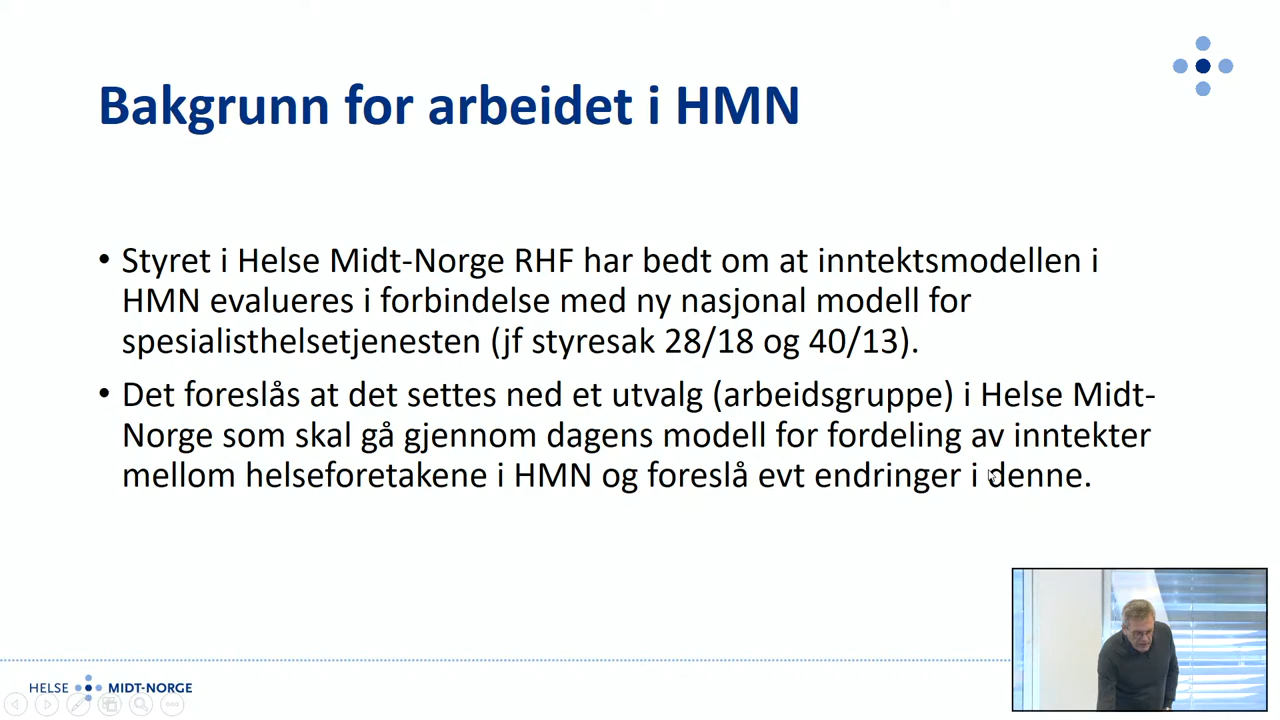 Bakgrunn for arbeidet i HMN
• Styret i Helse Midt-Norge RHF har bedt om at inntektsmodellen i
HMN evalueres i forbindelse med ny nasjonal modell for
spesialisthelsetjenesten (jf styresak 28/18 og 40/13).
• Det foreslås at det settes ned et utvalg (arbeidsgruppe) i Helse Midt-
Norge som skal gå gjennom dagens modell for fordeling av inntekter
mellom helseforetakene i HMN og foreslå evt endringer i denne.
HELSE MIDT-NORGE